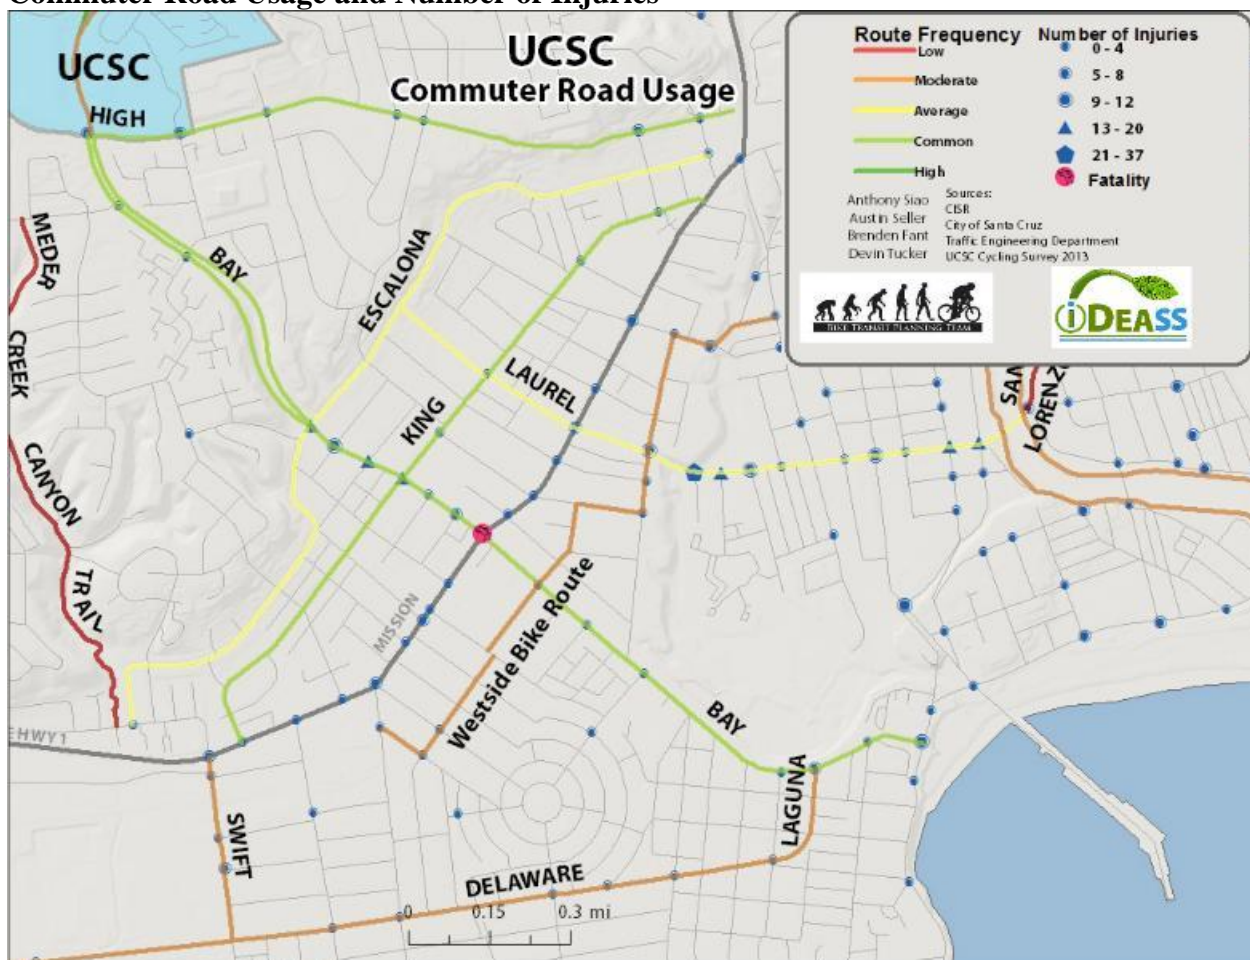 Commuter Road Usage and Number of Injuries
UCSC
Commuter Road Usage
UCSC
HIGH
BAY
ESCALONA
LAUREL
KING
MEDER
CREEK
CANYON
TRAIL
MISSION
Westside Bike Route
BAY
LAGUNA
SWIFT
DELAWARE
HWY1
SAN
LORENZ
0 0.15 0.3 mi
Route Frequency
Low
Moderate
Average
Common
High
Number of Injuries
0 - 4
5 - 8
9 - 12
13 - 20
21 - 37
Fatality
Anthony Siao
Austin Seller
Brenden Fant
Devin Tucker
Sources:
CISR
City of Santa Cruz
Traffic Engineering Department
UCSC Cycling Survey 2013
BIKE TRANSIT PLANNING TEAM
iDEASS